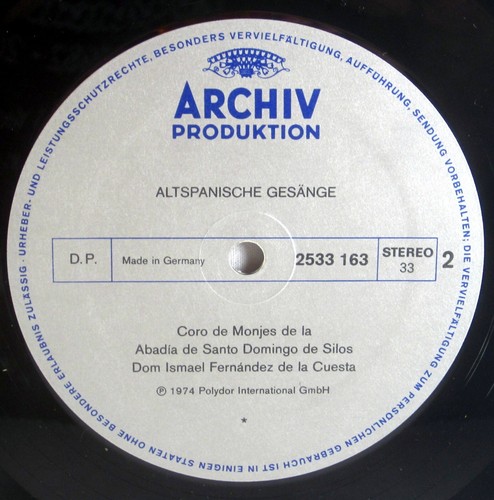 URHEBER- UND LEISTUNGSSCHUTZRECHTE, BESONDERS VERVIELFÄLTIGUNG, AUFFÜHRUNG, SENDUNG VORBEHALTEN; DIE VERVIELFÄLTIGUNG ZUM PERSÖNLICHEN GEBRAUCH IST IN EINIGEN STAATEN OHNE BESONDERE ERLAUBNIS ZULÄSSIG ·
ARCHIV
PRODUKTION
ALTSPANISCHE GESÄNGE
D.P. Made in Germany 2533 163 STEREO 33 2
Coro de Monjes de la
Abadía de Santo Domingo de Silos
Dom Ismael Fernández de la Cuesta
℗ 1974 Polydor International GmbH
*